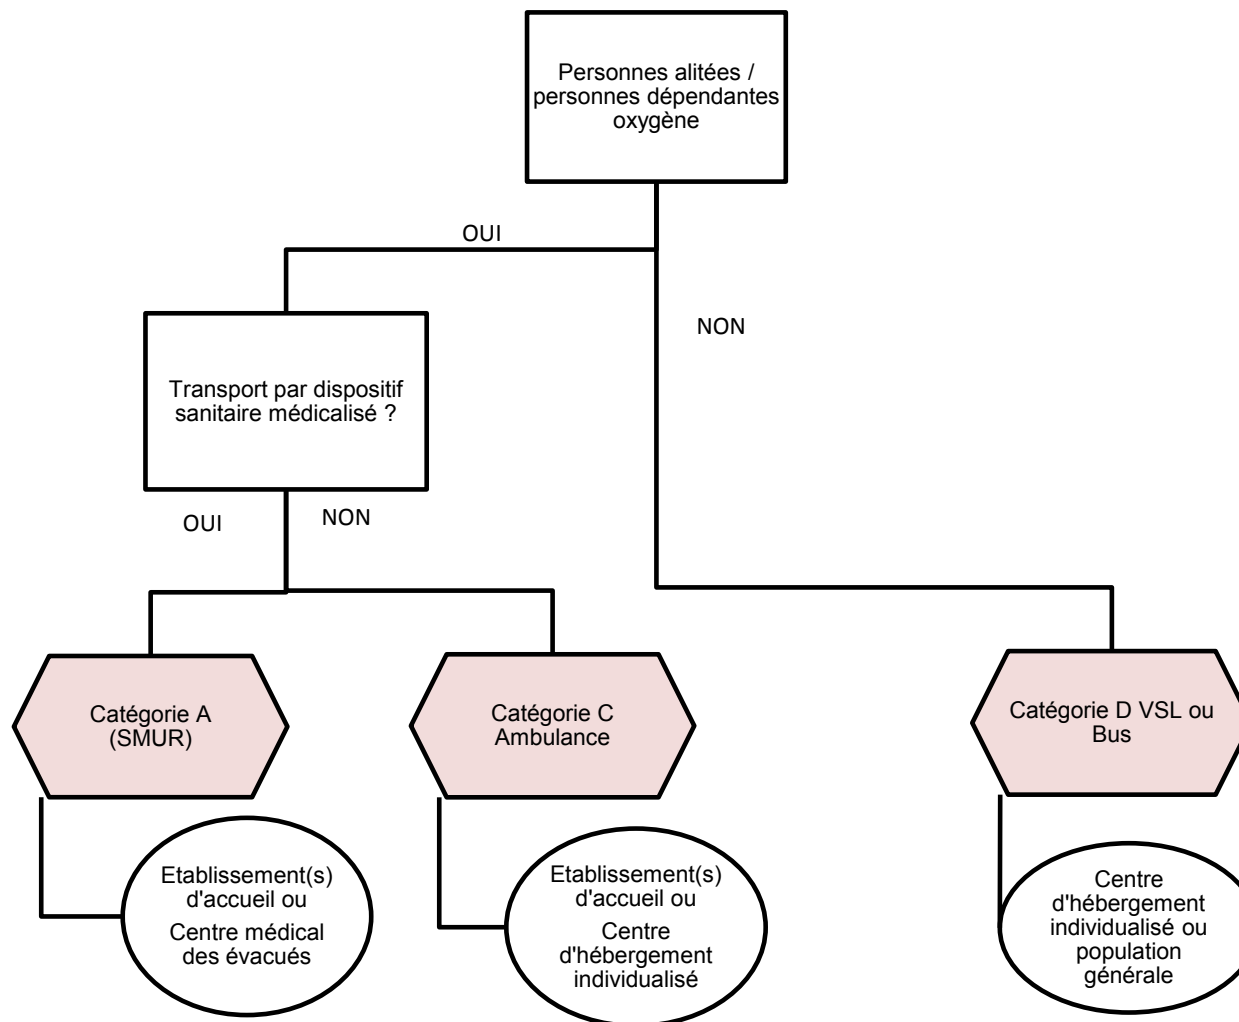 Personnes alitées /
personnes dépendantes
oxygène
OUI
NON
Transport par dispositif
sanitaire médicalisé ?
OUI
NON
Catégorie A
(SMUR)
Catégorie C
Ambulance
Catégorie D VSL ou
Bus
Etablissement(s)
d'accueil ou
Centre médical
des évacués
Etablissement(s)
d'accueil ou
Centre
d'hébergement
individualisé
Centre
d'hébergement
individualisé ou
population
générale